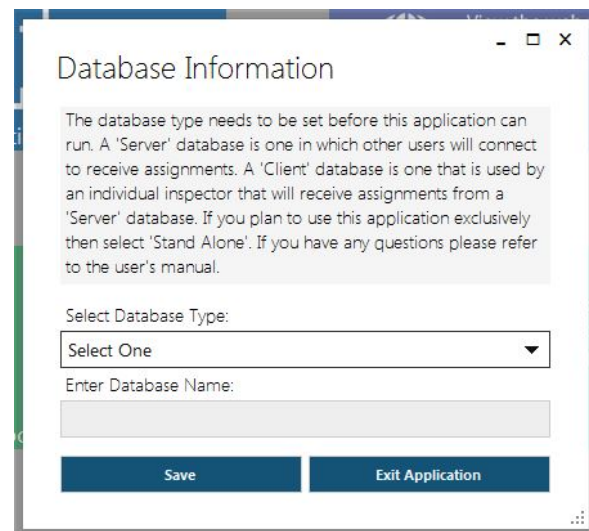 Database Information
The database type needs to be set before this application can
run. A 'Server' database is one in which other users will connect
to receive assignments. A 'Client' database is one that is used by
an individual inspector that will receive assignments from a
'Server' database. If you plan to use this application exclusively
then select 'Stand Alone'. If you have any questions please refer
to the user's manual.
Select Database Type:
Select One
Enter Database Name:
Save
Exit Application